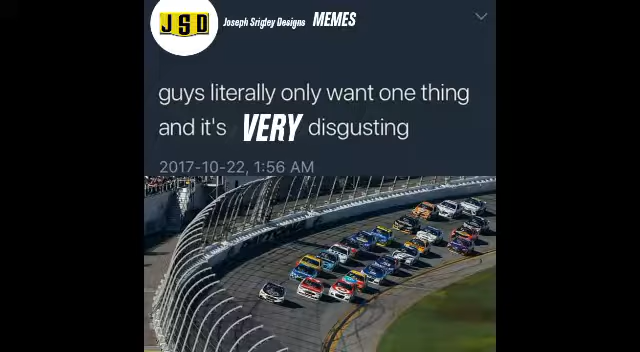 JSD
Joseph Srigley Designs MEMES
guys literally only want one thing
and it's VERY disgusting
2017-10-22, 1:56 AM